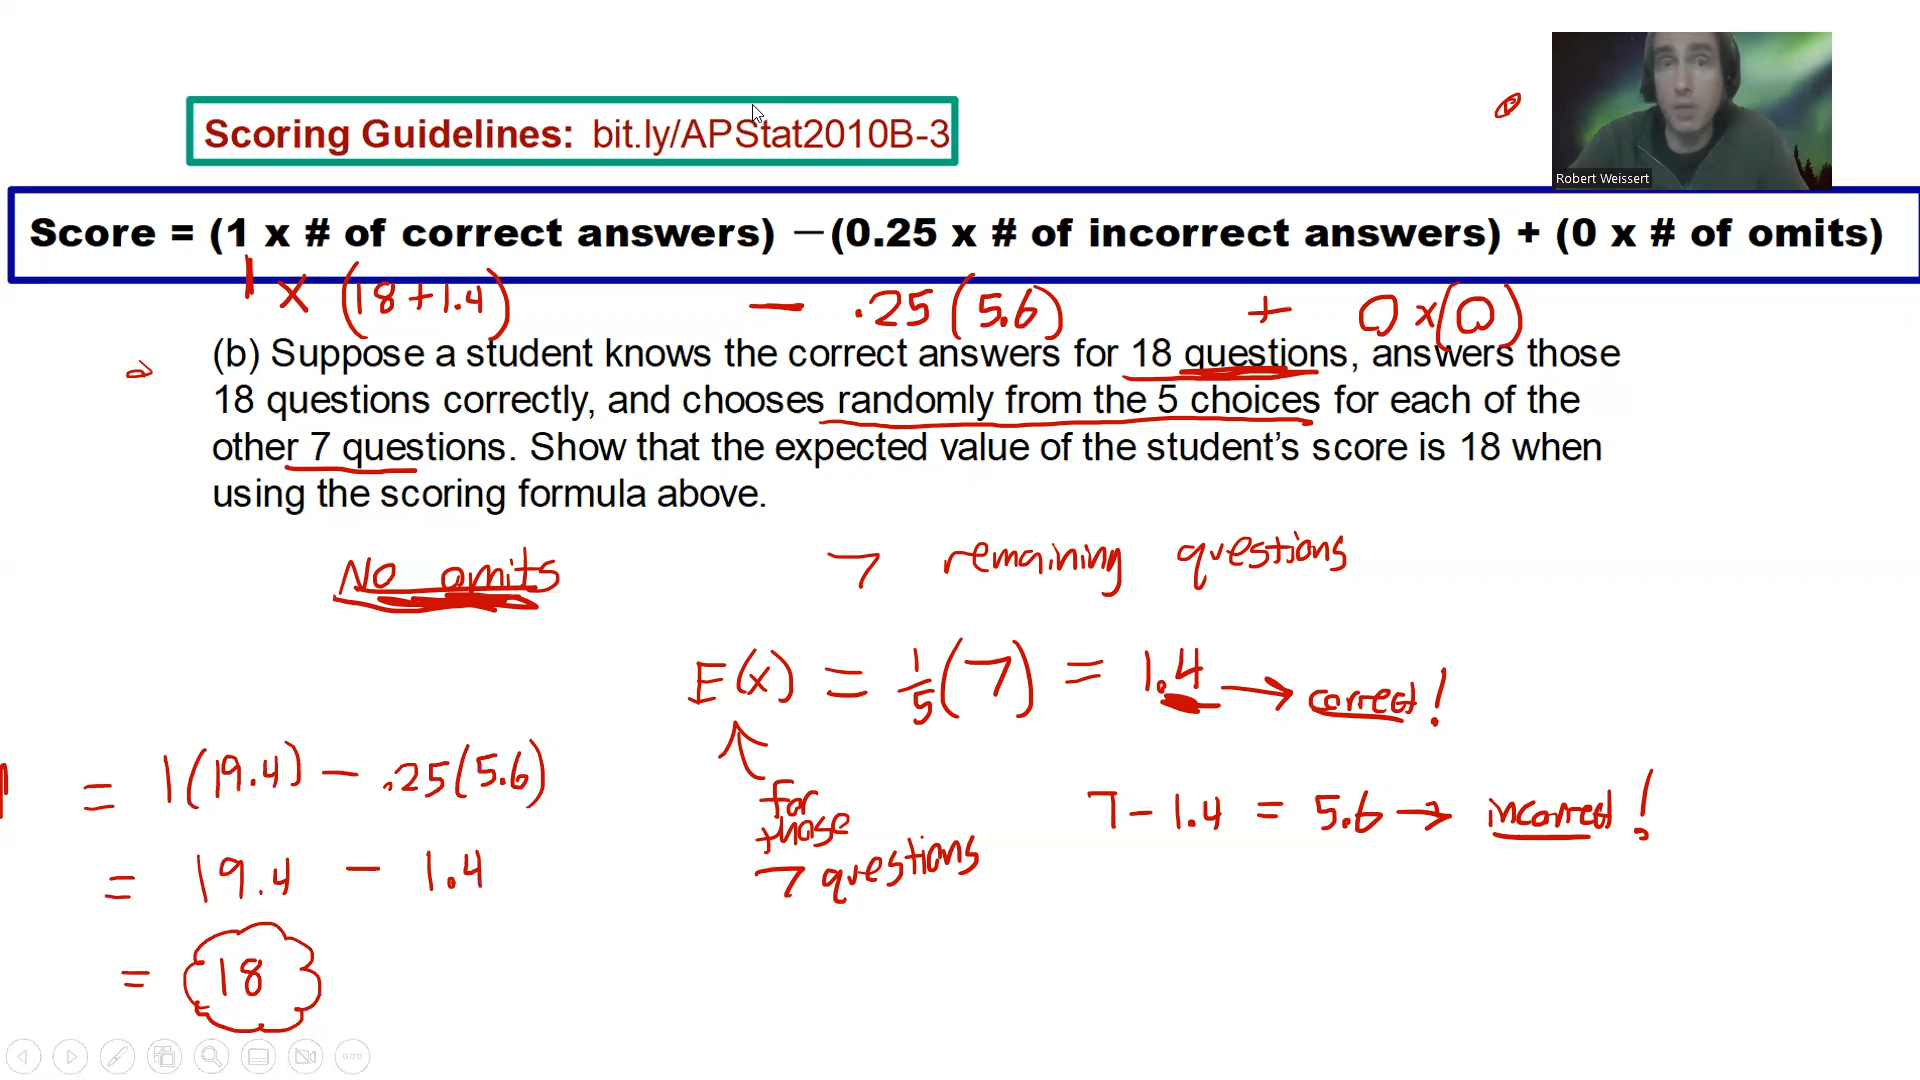 Scoring Guidelines: bit.ly/APStat2010B-3
Robert Weissert
Score = (1 x # of correct answers) −(0.25 x # of incorrect answers) + (0 x # of omits)
1 x (18+1.4) − .25(5.6) + 0 x(0)
(b) Suppose a student knows the correct answers for 18 questions, answers those
18 questions correctly, and chooses randomly from the 5 choices for each of the
other 7 questions. Show that the expected value of the student’s score is 18 when
using the scoring formula above.
No omits
7 remaining questions
E(x) = 1/5(7) = 1.4 → correct!
for
those
7 questions
7 − 1.4 = 5.6 → incorrect!
= 1(19.4) − .25(5.6)
= 19.4 − 1.4
= 18